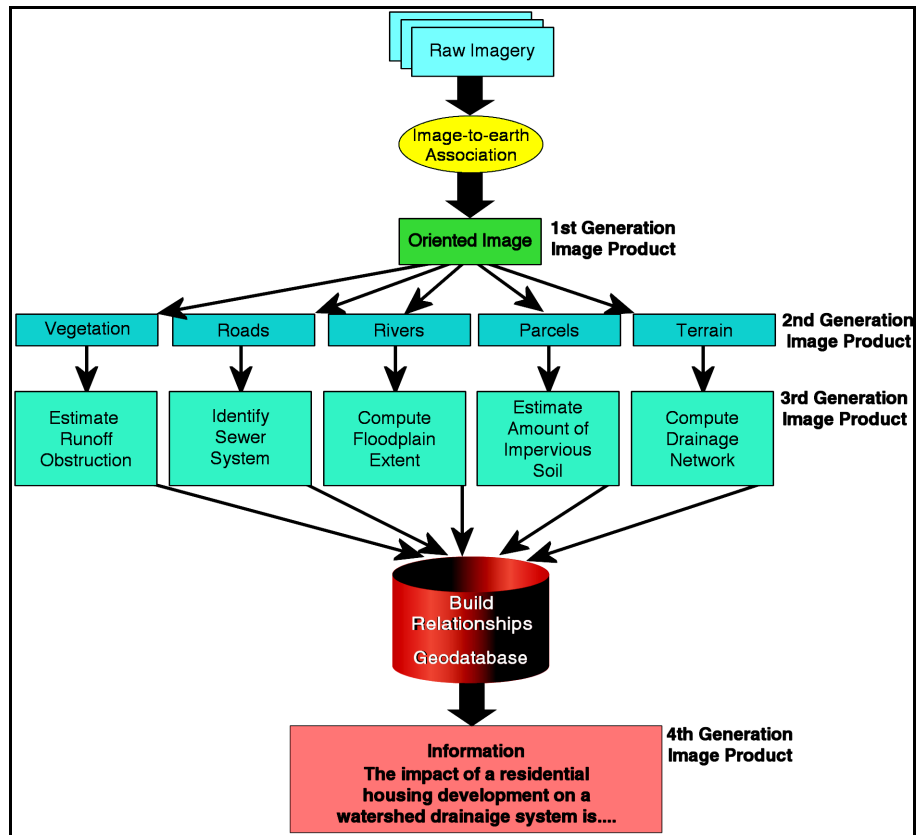 Raw Imagery
Image-to-earth
Association
Oriented Image
1st Generation
Image Product
Vegetation
Roads
Rivers
Parcels
Terrain
2nd Generation
Image Product
Estimate
Runoff
Obstruction
Identify
Sewer
System
Compute
Floodplain
Extent
Estimate
Amount of
Impervious
Soil
Compute
Drainage
Network
3rd Generation
Image Product
Build
Relationships
Geodatabase
4th Generation
Image Product
Information
The impact of a residential
housing development on a
watershed drainaige system is....